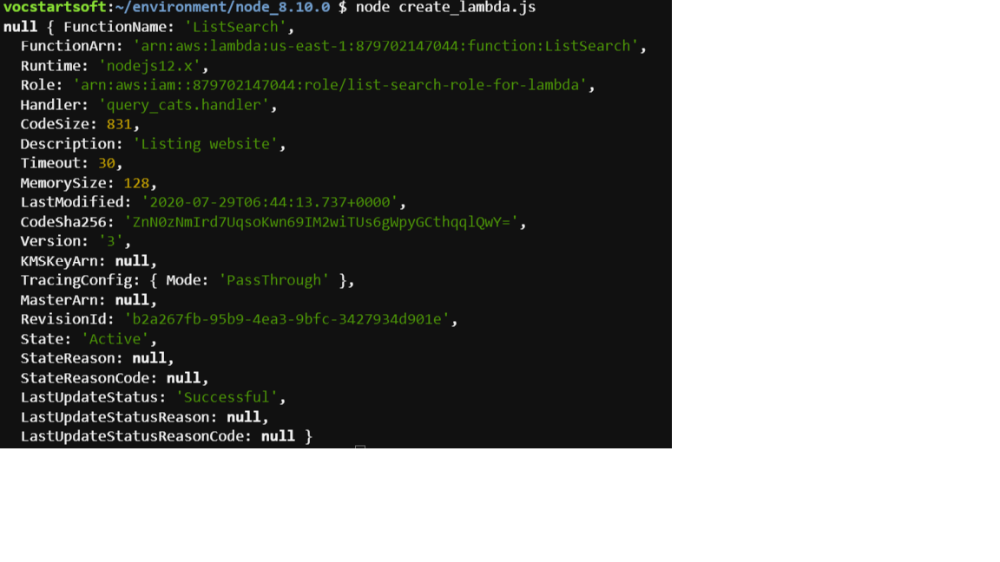 vocstartsoft:~/environment/node_8.10.0 $ node create_lambda.js
null { FunctionName: 'ListSearch',
FunctionArn: 'arn:aws:lambda:us-east-1:879702147044:function:ListSearch',
Runtime: 'nodejs12.x',
Role: 'arn:aws:iam::879702147044:role/list-search-role-for-lambda',
Handler: 'query_cats.handler',
CodeSize: 831,
Description: 'Listing website',
Timeout: 30,
MemorySize: 128,
LastModified: '2020-07-29T06:44:13.737+0000',
CodeSha256: 'ZnN0zNmIrd7UqsoKwn69IM2wiTUs6gWpyGCthqqlQwY=',
Version: '3',
KMSKeyArn: null,
TracingConfig: { Mode: 'PassThrough' },
MasterArn: null,
RevisionId: 'b2a267fb-95b9-4ea3-9bfc-3427934d901e',
State: 'Active',
StateReason: null,
StateReasonCode: null,
LastUpdateStatus: 'Successful',
LastUpdateStatusReason: null,
LastUpdateStatusReasonCode: null }